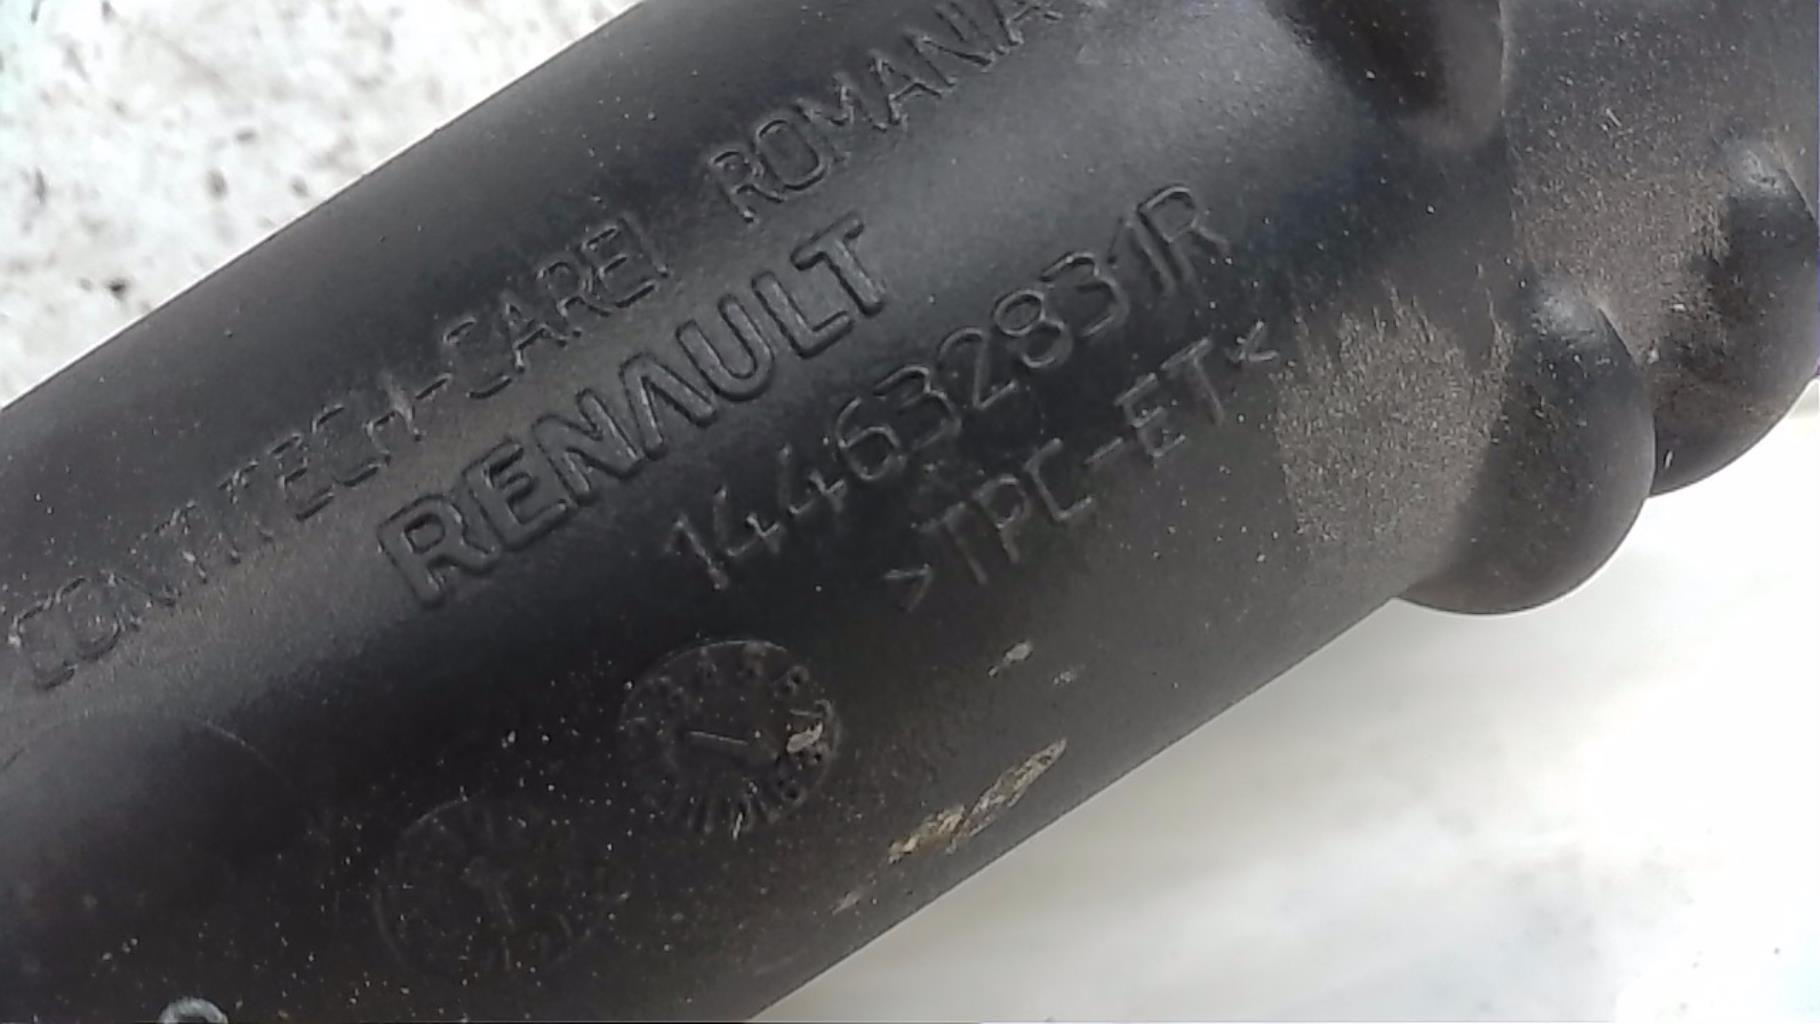 CONTITECH-CAREI ROMANIA
RENAULT
144632831R
>TPC-ET<